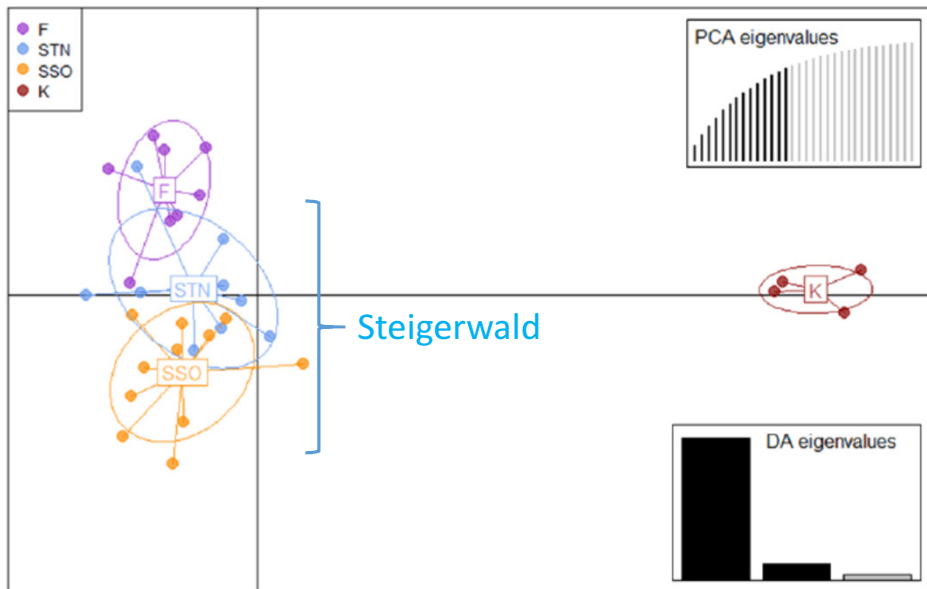 F
STN
SSO
K
PCA eigenvalues
F
STN
K
Steigerwald
SSO
DA eigenvalues